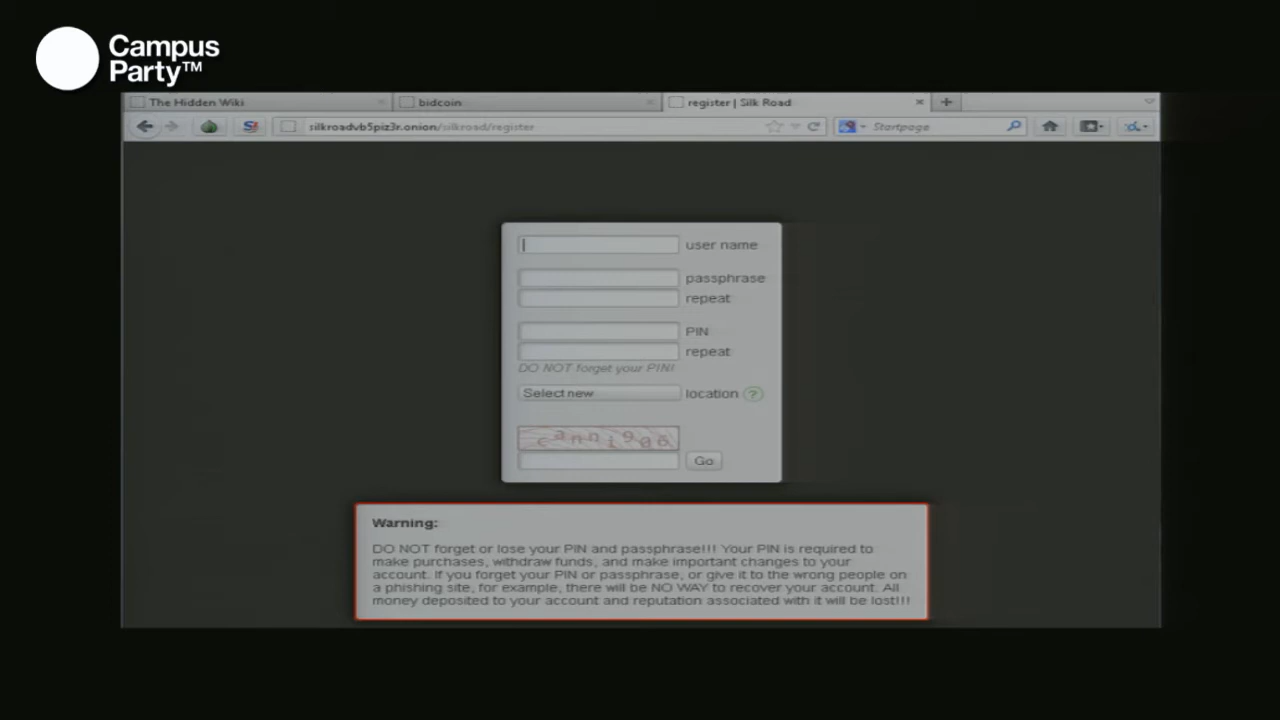 Campus
Party™
The Hidden Wiki
bidcoin
register | Silk Road
silkroadvb5piz3r.onion/silkroad/register
Startpage
user name
passphrase
repeat
PIN
repeat
DO NOT forget your PIN!
Select new
location ?
Go
Warning:
DO NOT forget or lose your PIN and passphrase!!! Your PIN is required to
make purchases, withdraw funds, and make important changes to your
account. If you forget your PIN or passphrase, or give it to the wrong people on
a phishing site, for example, there will be NO WAY to recover your account. All
money deposited to your account and reputation associated with it will be lost!!!